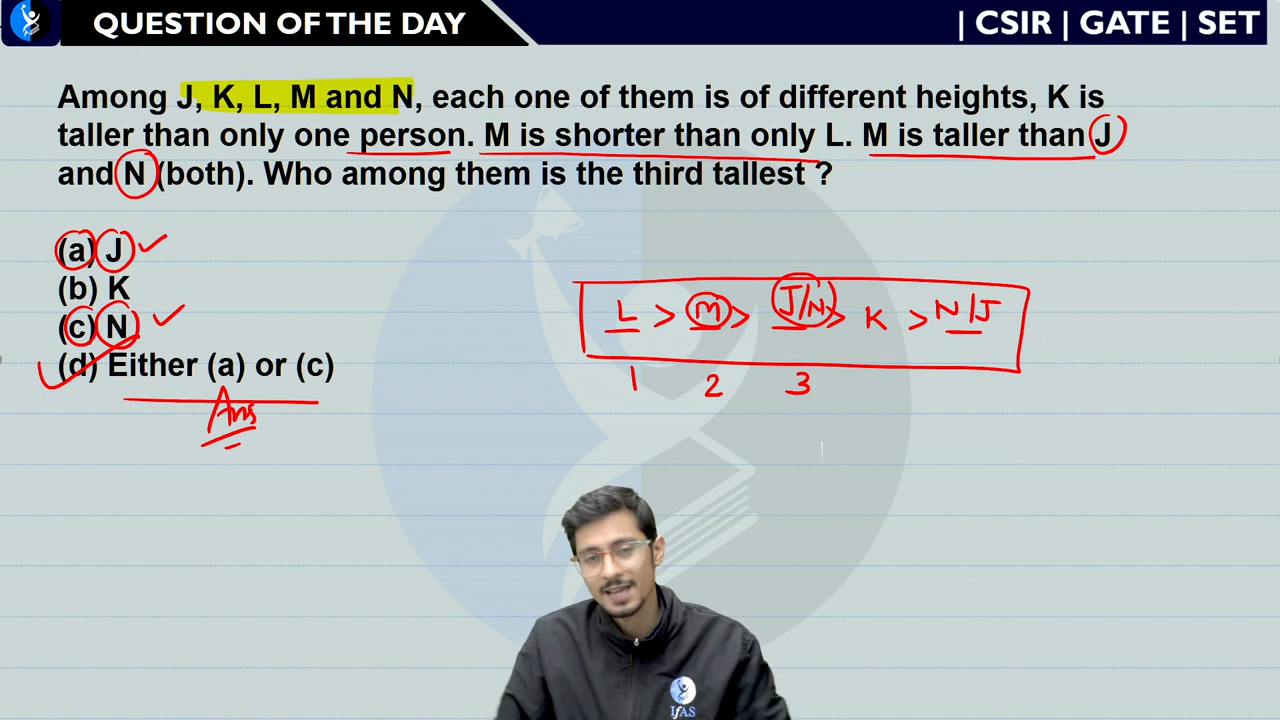 QUESTION OF THE DAY
| CSIR | GATE | SET
Among J, K, L, M and N, each one of them is of different heights, K is
taller than only one person. M is shorter than only L. M is taller than J
and N (both). Who among them is the third tallest ?
(a) J
(b) K
(c) N
(d) Either (a) or (c)
Ans
L > M > J/N > K > N/J
1 2 3
IFAS